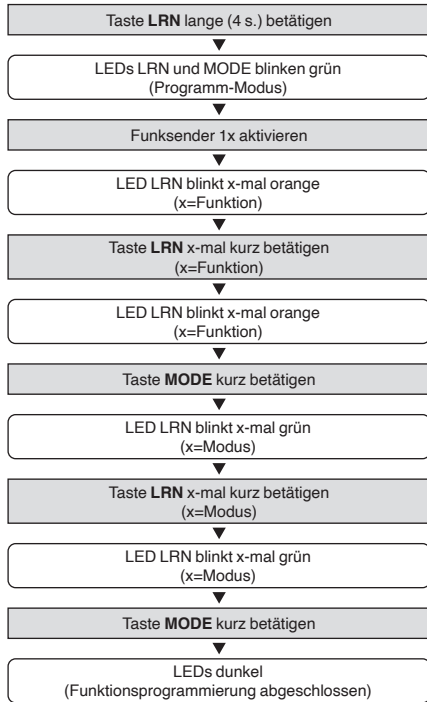 Taste LRN lange (4 s.) betätigen
LEDs LRN und MODE blinken grün
(Programm-Modus)
Funksender 1x aktivieren
LED LRN blinkt x-mal orange
(x=Funktion)
Taste LRN x-mal kurz betätigen
(x=Funktion)
LED LRN blinkt x-mal orange
(x=Funktion)
Taste MODE kurz betätigen
LED LRN blinkt x-mal grün
(x=Modus)
Taste LRN x-mal kurz betätigen
(x=Modus)
LED LRN blinkt x-mal grün
(x=Modus)
Taste MODE kurz betätigen
LEDs dunkel
(Funktionsprogrammierung abgeschlossen)